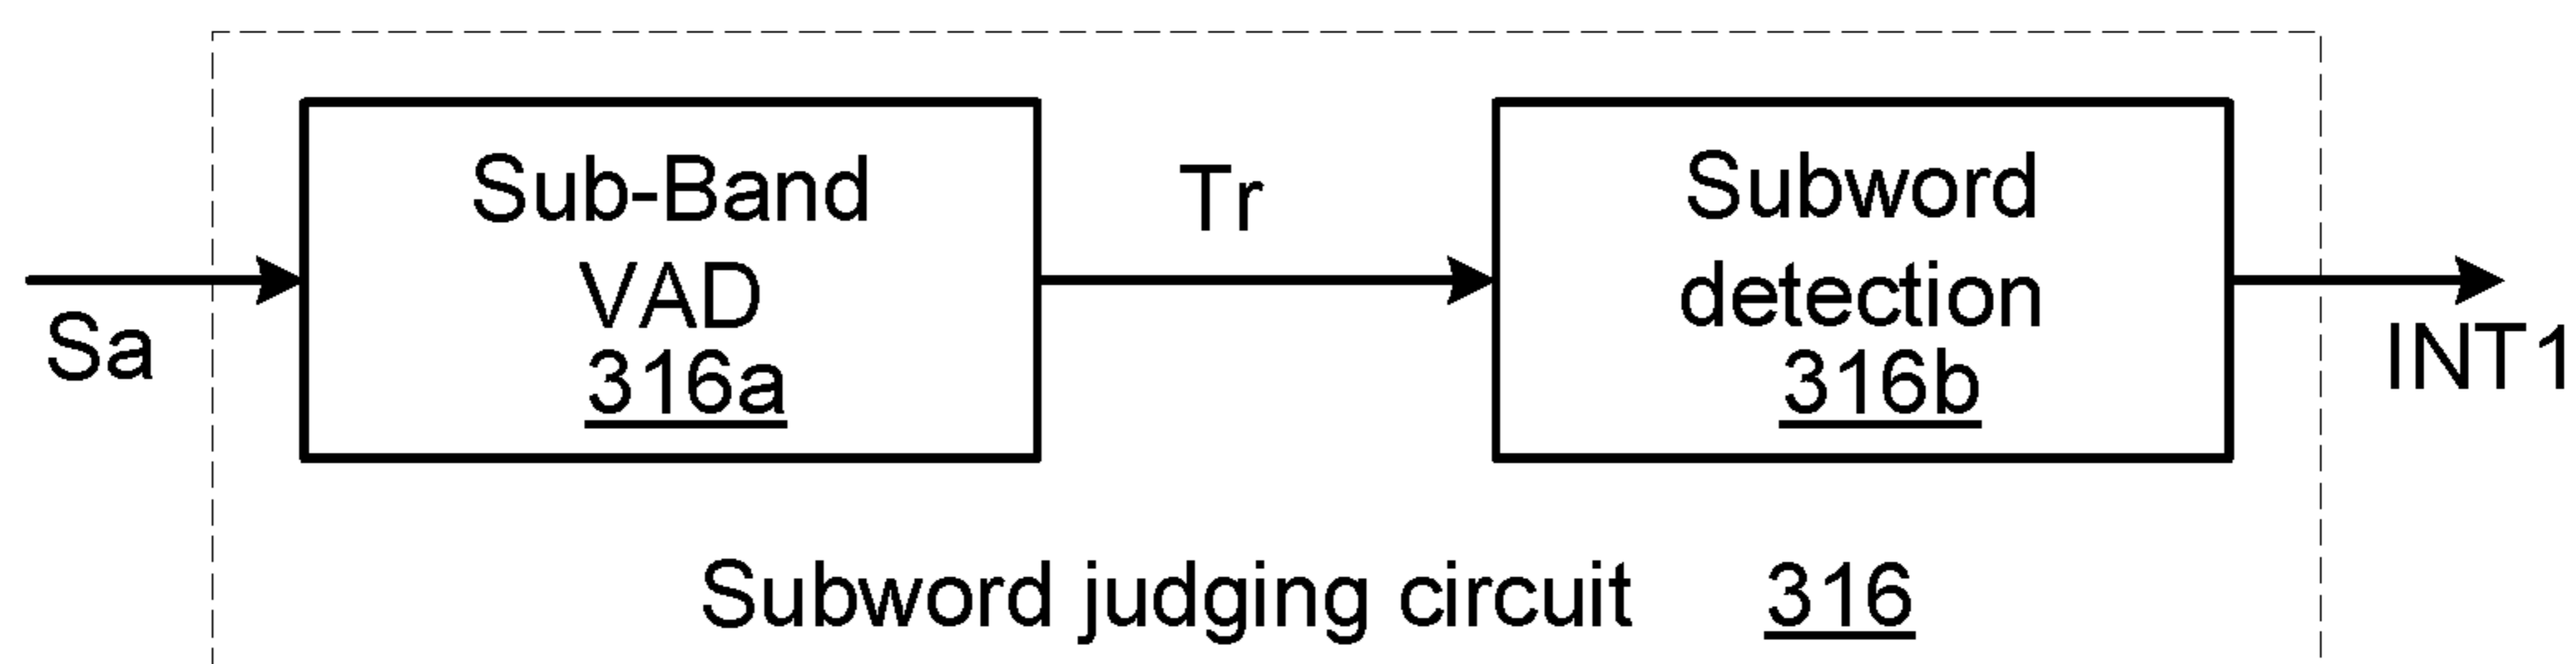 Sa
Sub-Band
VAD
316a
Tr
Subword
detection
316b
INT1
Subword judging circuit 316